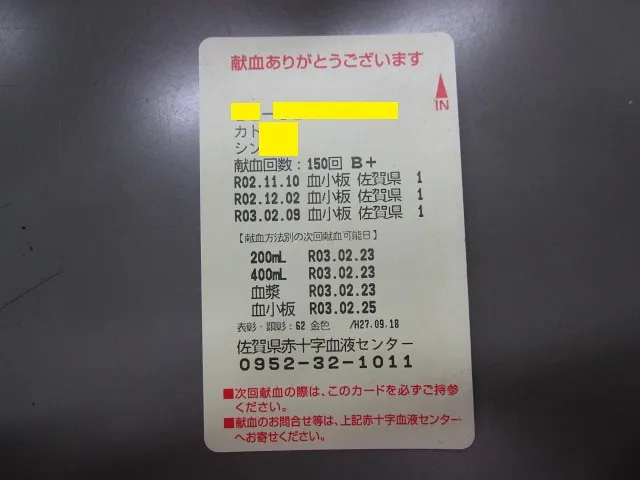 献血ありがとうございます
IN
カト
シン
献血回数:150回 B+
R02.11.10 血小板 佐賀県 1
R02.12.02 血小板 佐賀県 1
R03.02.09 血小板 佐賀県 1
【献血方法別の次回献血可能日】
200mL R03.02.23
400mL R03.02.23
血漿 R03.02.23
血小板 R03.02.25
表彰・顕彰:62 金色 /H27.09.18
佐賀県赤十字血液センター
0952-32-1011
■次回献血の際は、このカードを必ずご持参
ください。
■献血のお問合せ等は、上記赤十字血液センター
へお寄せください。